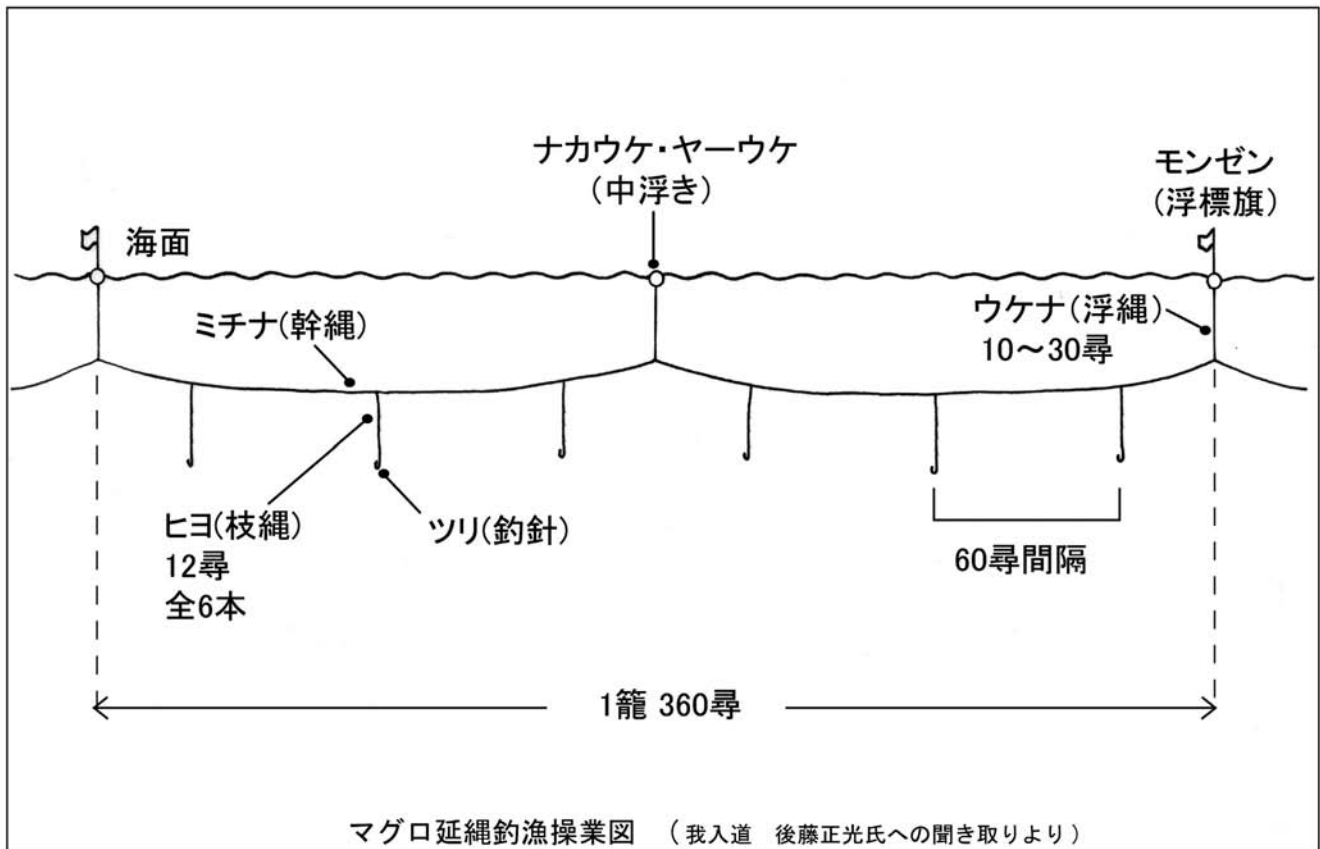 ナカウケ・ヤーウケ
(中浮き)
モンゼン
(浮標旗)
海面
ミチナ(幹縄)
ウケナ(浮縄)
10～30尋
ヒヨ(枝縄)
12尋
全6本
ツリ(釣針)
60尋間隔
1籠 360尋
マグロ延縄釣漁操業図 (我入道 後藤正光氏への聞き取りより)